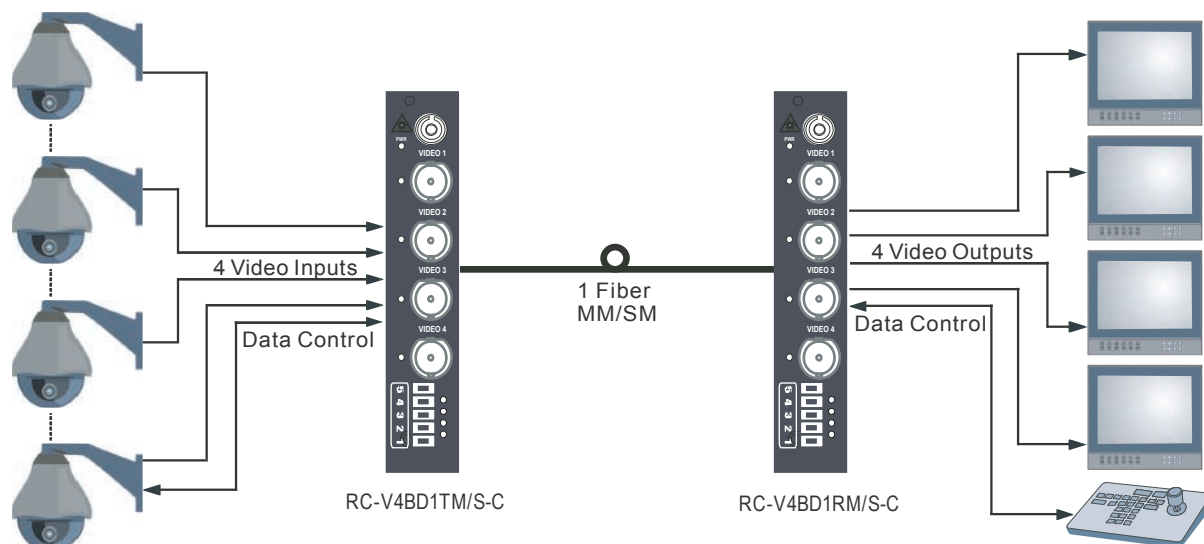 PWR
VIDEO 1
VIDEO 2
VIDEO 3
VIDEO 4
5
4
3
2
1
4 Video Inputs
Data Control
RC-V4BD1TM/S-C
1 Fiber
MM/SM
PWR
VIDEO 1
VIDEO 2
VIDEO 3
VIDEO 4
5
4
3
2
1
4 Video Outputs
Data Control
RC-V4BD1RM/S-C